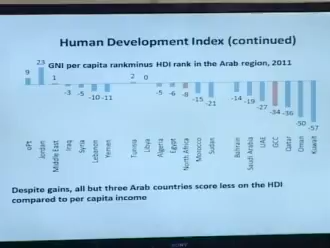 Human Development Index (continued)
GNI per capita rankminus HDI rank in the Arab region, 2011
9
23
1
-3
-5
-10
-11
2
0
-5
-6
-8
-15
-21
-14
-19
-27
-34
-36
-50
-57
oPt
Jordan
Middle East
Iraq
Syria
Lebanon
Yemen
Tunisia
Libya
Algeria
Egypt
North Africa
Morocco
Sudan
Bahrain
Saudi Arabia
UAE
GCC
Qatar
Oman
Kuwait
Despite gains, all but three Arab countries score less on the HDI
compared to per capita income